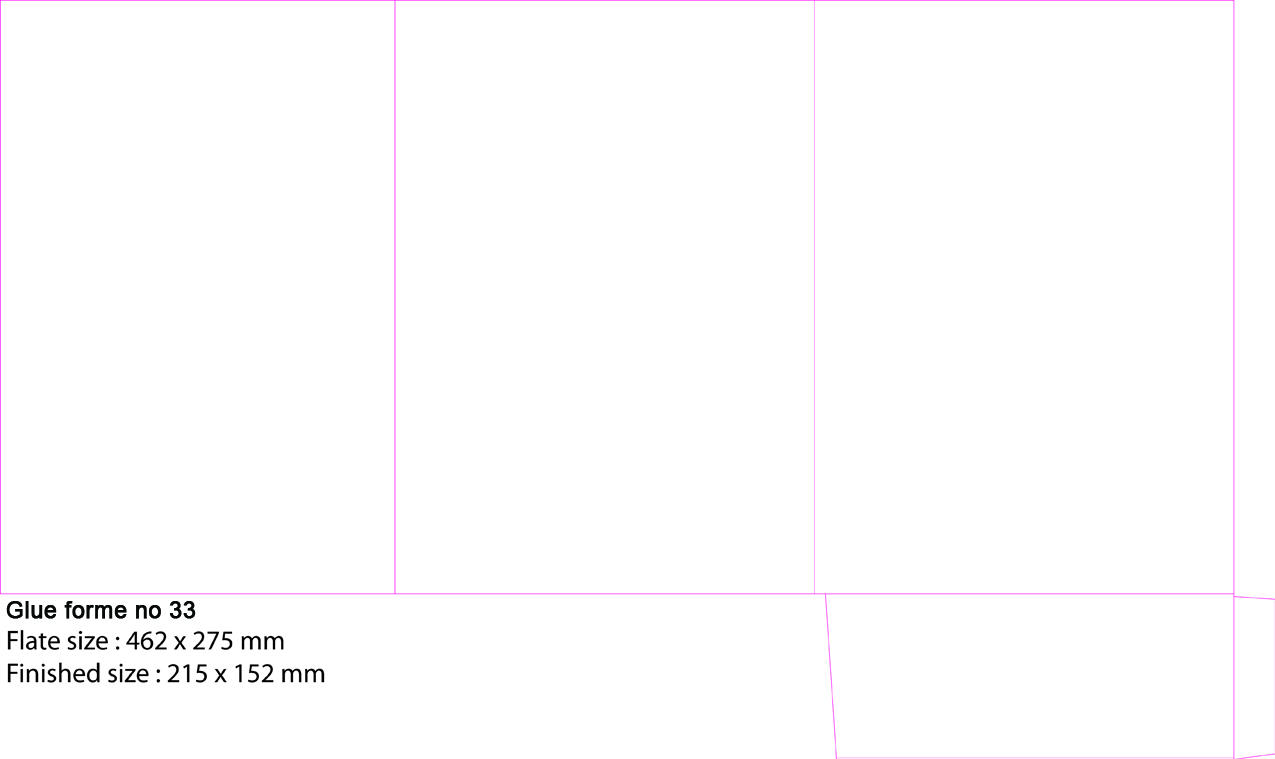 Glue forme no 33
Flate size : 462 x 275 mm
Finished size : 215 x 152 mm